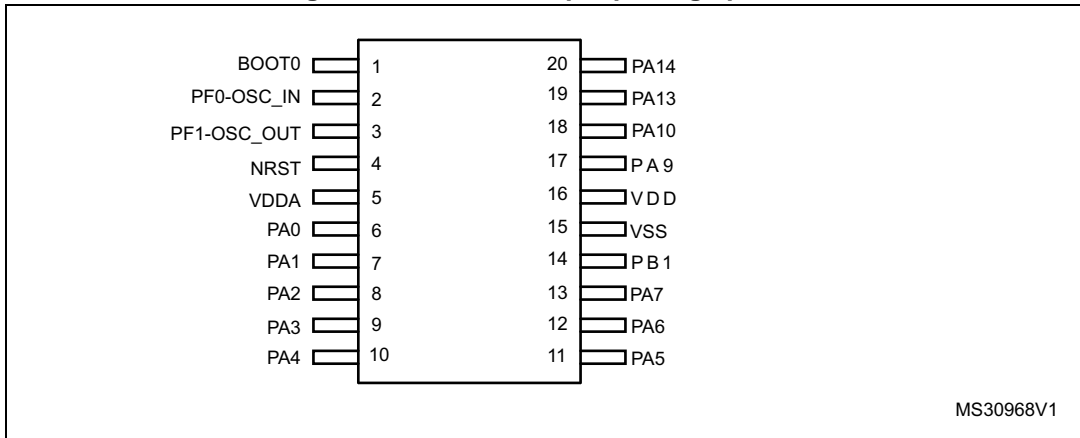 BOOT0 1 20 PA14
PF0-OSC_IN 2 19 PA13
PF1-OSC_OUT 3 18 PA10
NRST 4 17 PA9
VDDA 5 16 VDD
PA0 6 15 VSS
PA1 7 14 PB1
PA2 8 13 PA7
PA3 9 12 PA6
PA4 10 11 PA5
MS30968V1